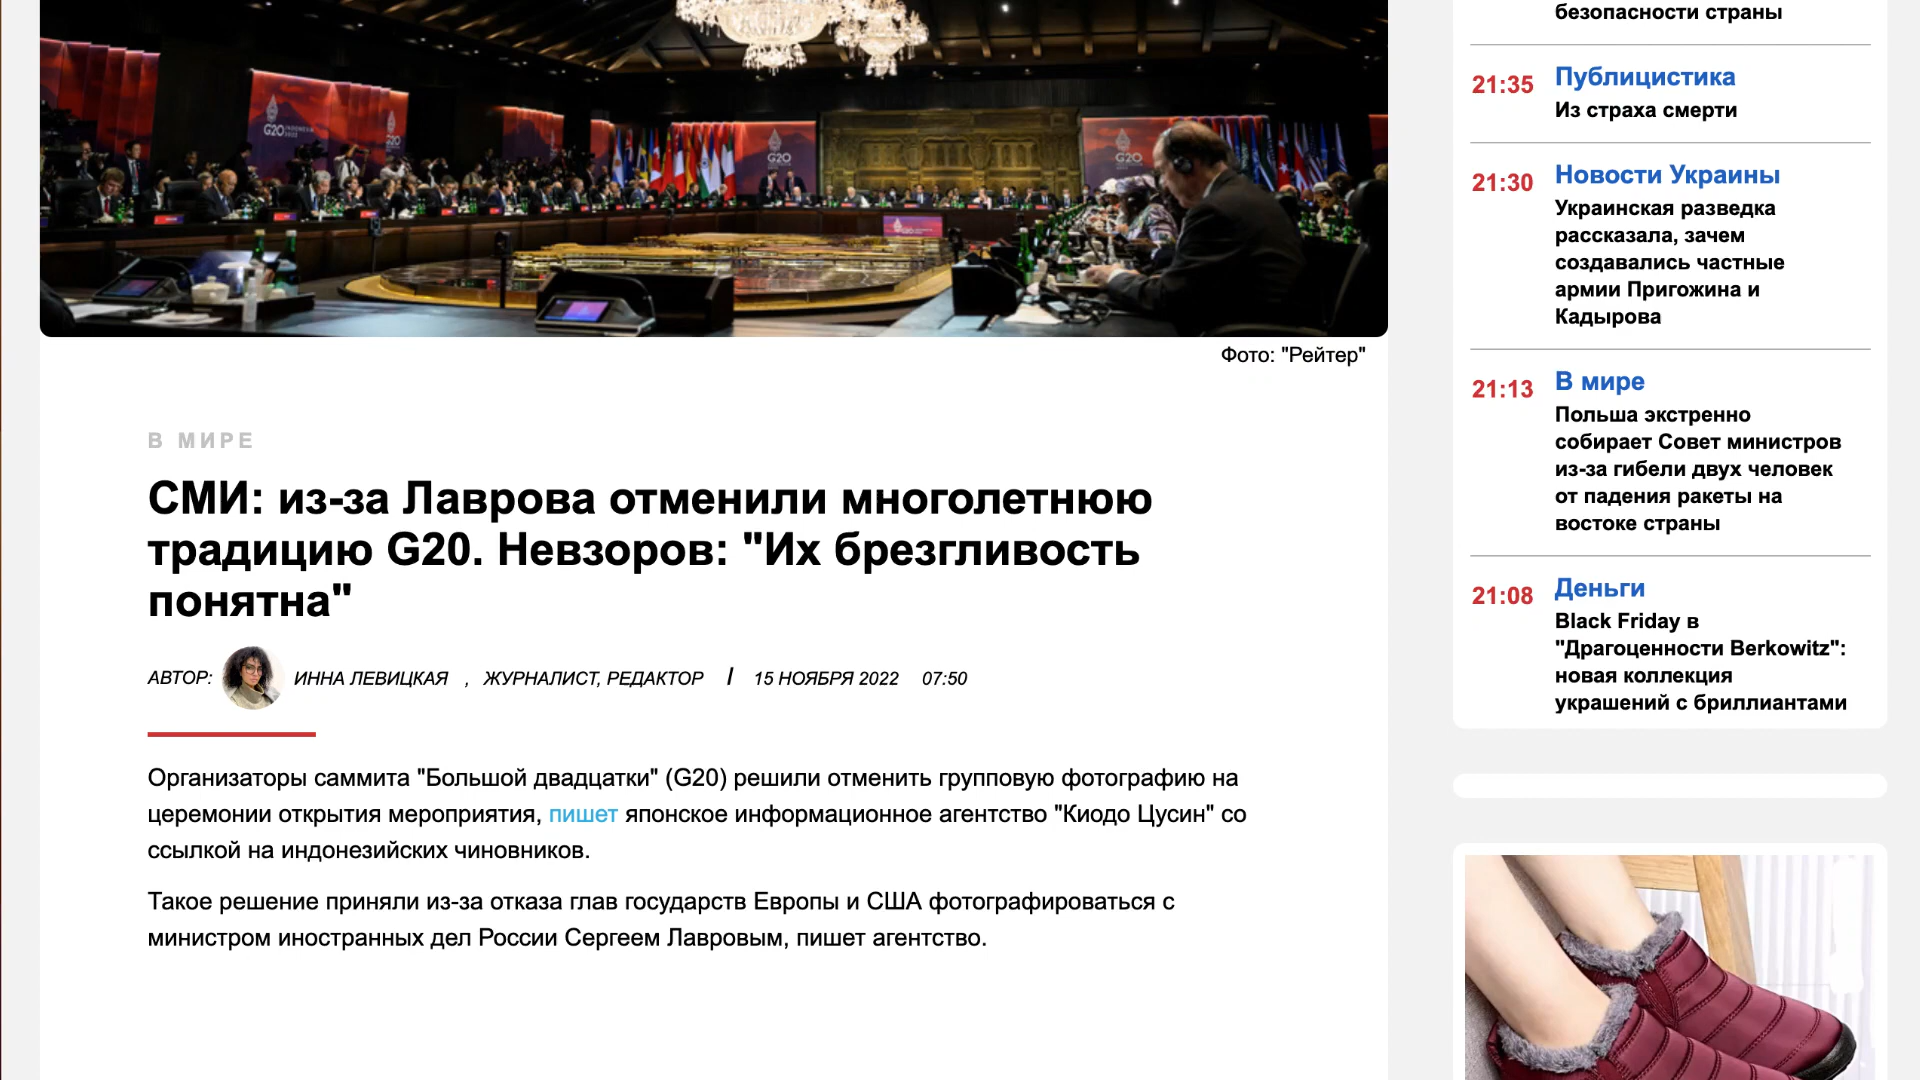 G20 INDONESIA
2022
G20
G20
G20
Фото: "Рейтер"
В МИРЕ
СМИ: из-за Лаврова отменили многолетнюю
традицию G20. Невзоров: "Их брезгливость
понятна"
АВТОР: ИННА ЛЕВИЦКАЯ , ЖУРНАЛИСТ, РЕДАКТОР / 15 НОЯБРЯ 2022 07:50
Организаторы саммита "Большой двадцатки" (G20) решили отменить групповую фотографию на
церемонии открытия мероприятия, пишет японское информационное агентство "Киодо Цусин" со
ссылкой на индонезийских чиновников.
Такое решение приняли из-за отказа глав государств Европы и США фотографироваться с
министром иностранных дел России Сергеем Лавровым, пишет агентство.
безопасности страны
21:35 Публицистика
Из страха смерти
21:30 Новости Украины
Украинская разведка
рассказала, зачем
создавались частные
армии Пригожина и
Кадырова
21:13 В мире
Польша экстренно
собирает Совет министров
из-за гибели двух человек
от падения ракеты на
востоке страны
21:08 Деньги
Black Friday в
"Драгоценности Berkowitz":
новая коллекция
украшений с бриллиантами